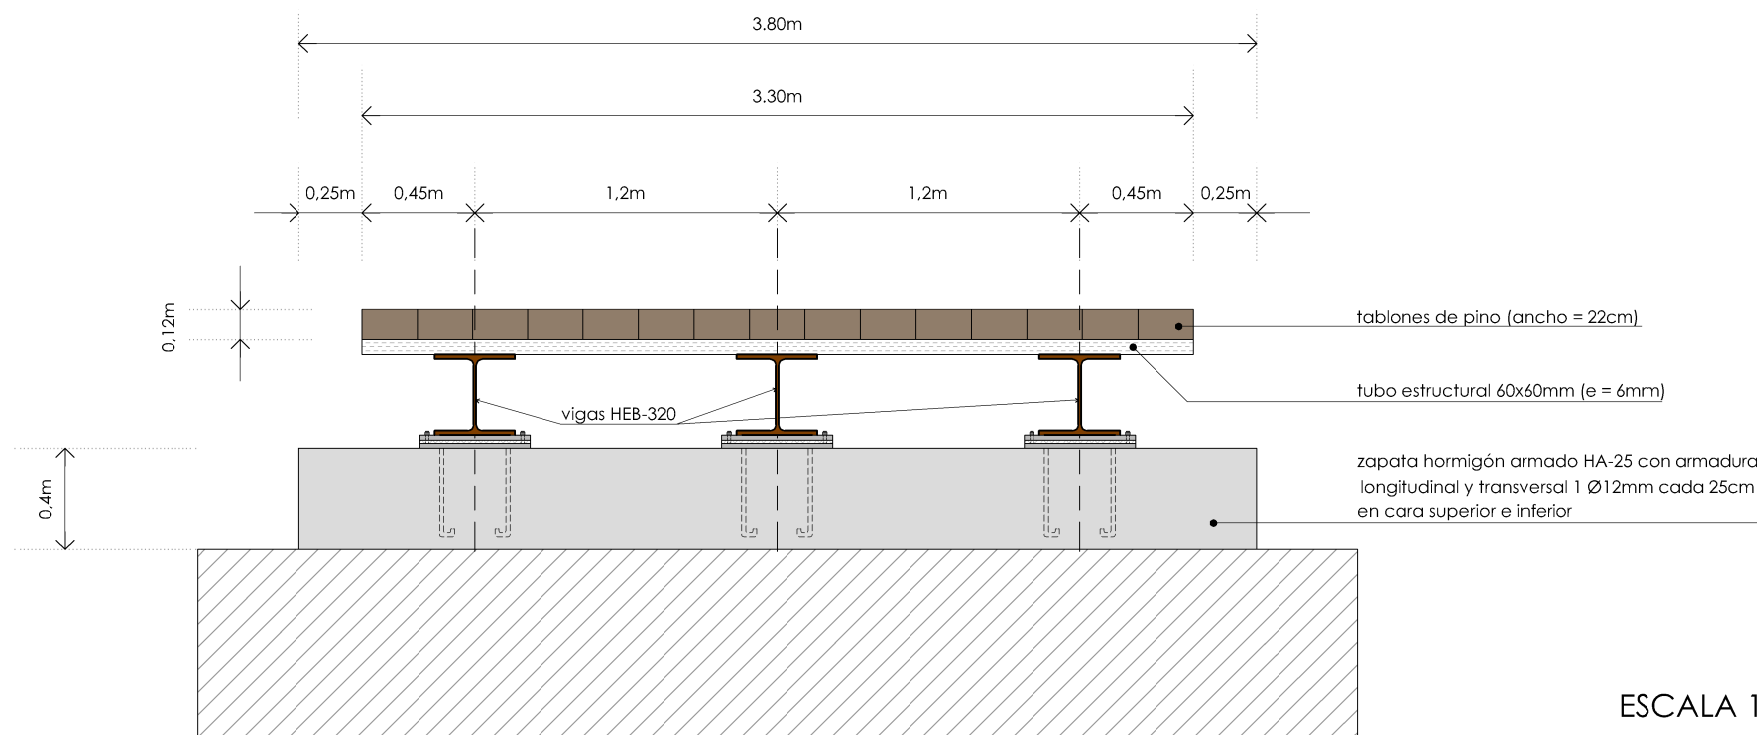 3.80m
3.30m
0,25m 0,45m 1,2m 1,2m 0,45m 0,25m
0,12m
tablones de pino (ancho = 22cm)
tubo estructural 60x60mm (e = 6mm)
vigas HEB-320
0,4m
zapata hormigón armado HA-25 con armadura
longitudinal y transversal 1 Ø12mm cada 25cm
en cara superior e inferior
ESCALA 1